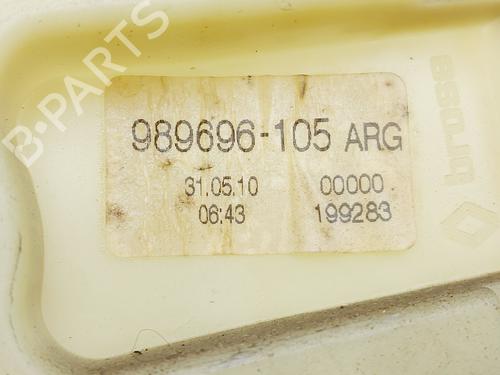 B-PARTS
989696-105 ARG
31.05.10 00000
06:43 199283
brose